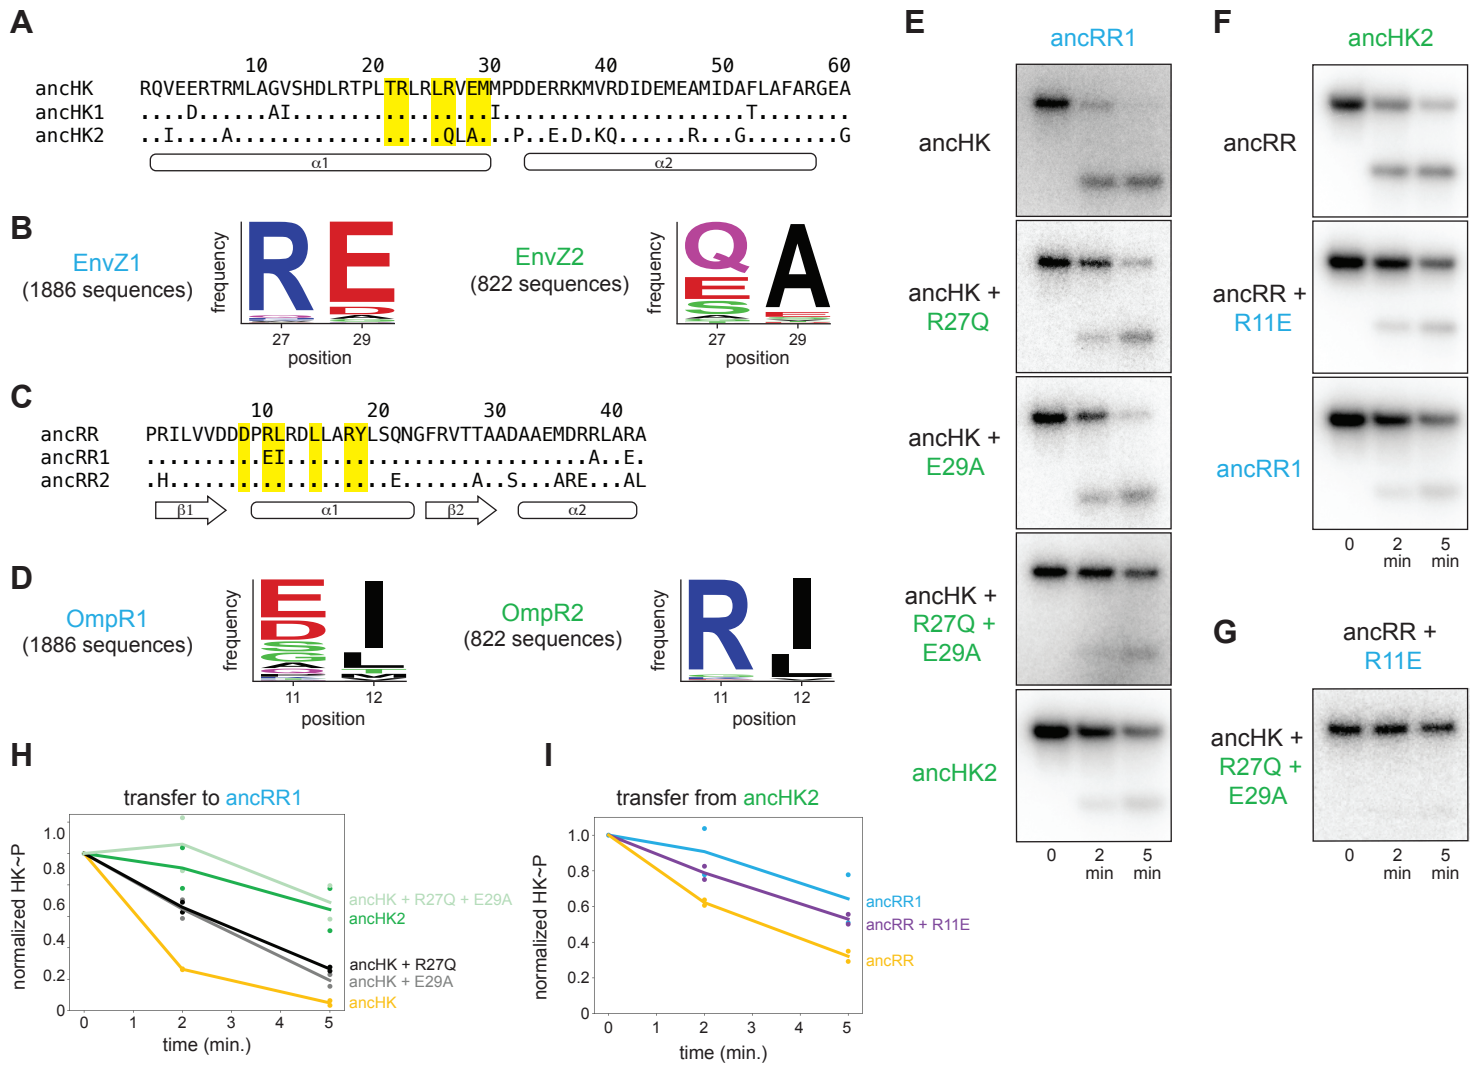 A
10 20 30 40 50 60
ancHK RQVEERTRMLAGVSHDLRTPLTRLRLRVEMMPDDERRKMVRDIDEMEAMIDAFLAFARGEA
ancHK1 ....D......AI.................I.....................T........
ancHK2 ..I....A..................QLA...P..E.D.KQ......R...G........G
α1 α2
B
EnvZ1
(1886 sequences)
frequency
R E
D
27 29
position
EnvZ2
(822 sequences)
frequency
Q A
E
S
27 29
position
C
10 20 30 40
ancRR PRILVVDDDPRLRDLLARYLSQNGFRVTTAADAAEMDRRLARA
ancRR1 ..........EI..........................A..E.
ancRR2 .H...................E......A..S...ARE...AL
β1 α1 β2 α2
D
OmpR1
(1886 sequences)
frequency
E I
D L
S
G
11 12
position
OmpR2
(822 sequences)
frequency
R I
L
11 12
position
E
ancRR1
ancHK
ancHK +
R27Q
ancHK +
E29A
ancHK +
R27Q +
E29A
ancHK2
0 2 5
min min
F
ancHK2
ancRR
ancRR +
R11E
ancRR1
0 2 5
min min
G
ancRR +
R11E
ancHK +
R27Q +
E29A
0 2 5
min min
H
transfer to ancRR1
normalized HK~P
1.0
0.8
0.6
0.4
0.2
0
0 1 2 3 4 5
time (min.)
ancHK + R27Q + E29A
ancHK2
ancHK + R27Q
ancHK + E29A
ancHK
I
transfer from ancHK2
normalized HK~P
1.0
0.8
0.6
0.4
0.2
0
0 1 2 3 4 5
time (min.)
ancRR1
ancRR + R11E
ancRR